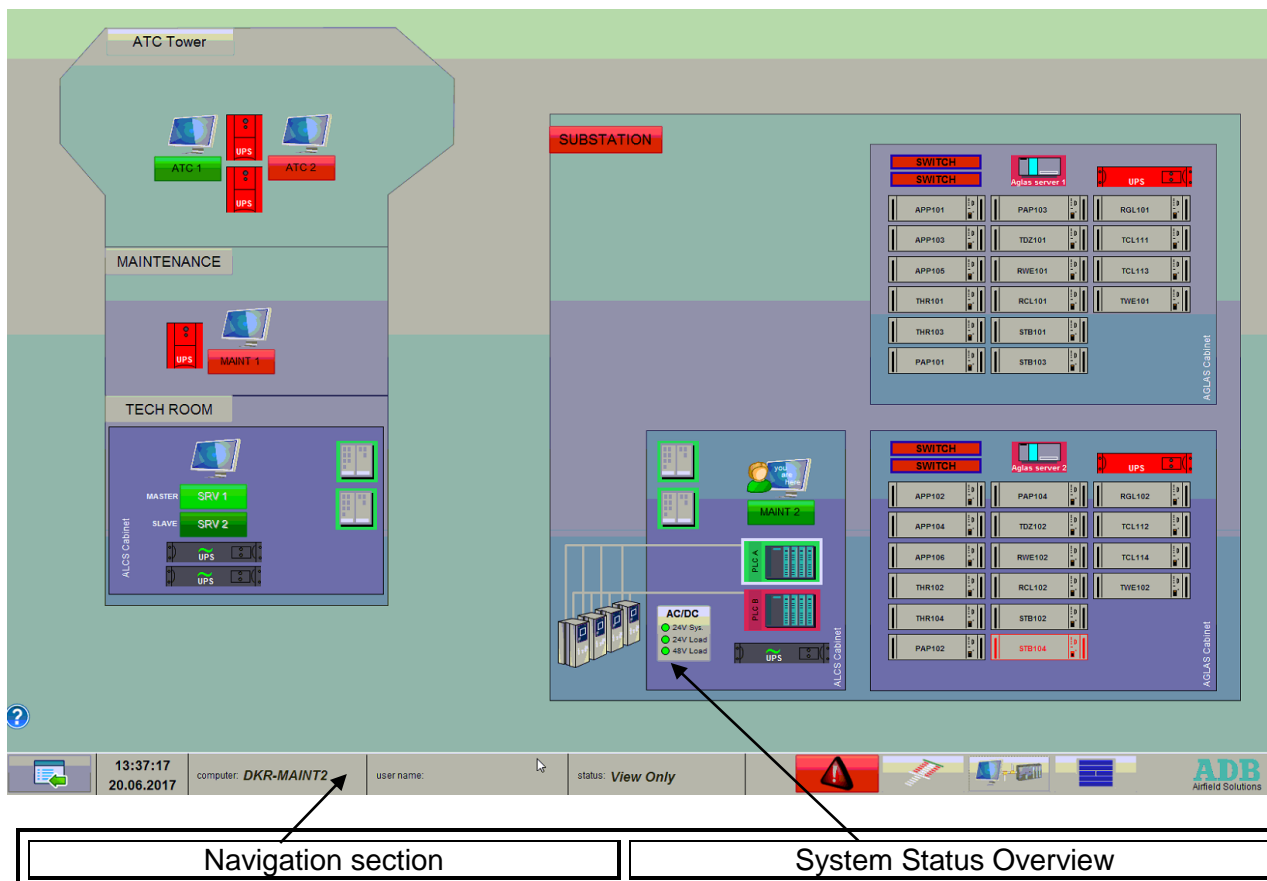 ATC Tower
UPS
ATC 1
ATC 2
UPS
MAINTENANCE
UPS
MAINT 1
TECH ROOM
MASTER
SRV 1
SLAVE
SRV 2
UPS
UPS
ALCS Cabinet
SUBSTATION
SWITCH
SWITCH
Aglas server 1
UPS
APP101
PAP103
RGL101
APP103
TDZ101
TCL111
APP105
RWE101
TCL113
THR101
RCL101
TWE101
THR103
STB101
PAP101
STB103
AGLAS Cabinet
you
are
here
MAINT 2
PLC A
PLC B
AC/DC
24V Sys.
24V Load
48V Load
UPS
ALCS Cabinet
SWITCH
SWITCH
Aglas server 2
UPS
APP102
PAP104
RGL102
APP104
TDZ102
TCL112
APP106
RWE102
TCL114
THR102
RCL102
TWE102
THR104
STB102
PAP102
STB104
AGLAS Cabinet
?
13:37:17
20.06.2017
computer: DKR-MAINT2
user name:
status: View Only
ADB
Airfield Solutions
Navigation section
System Status Overview